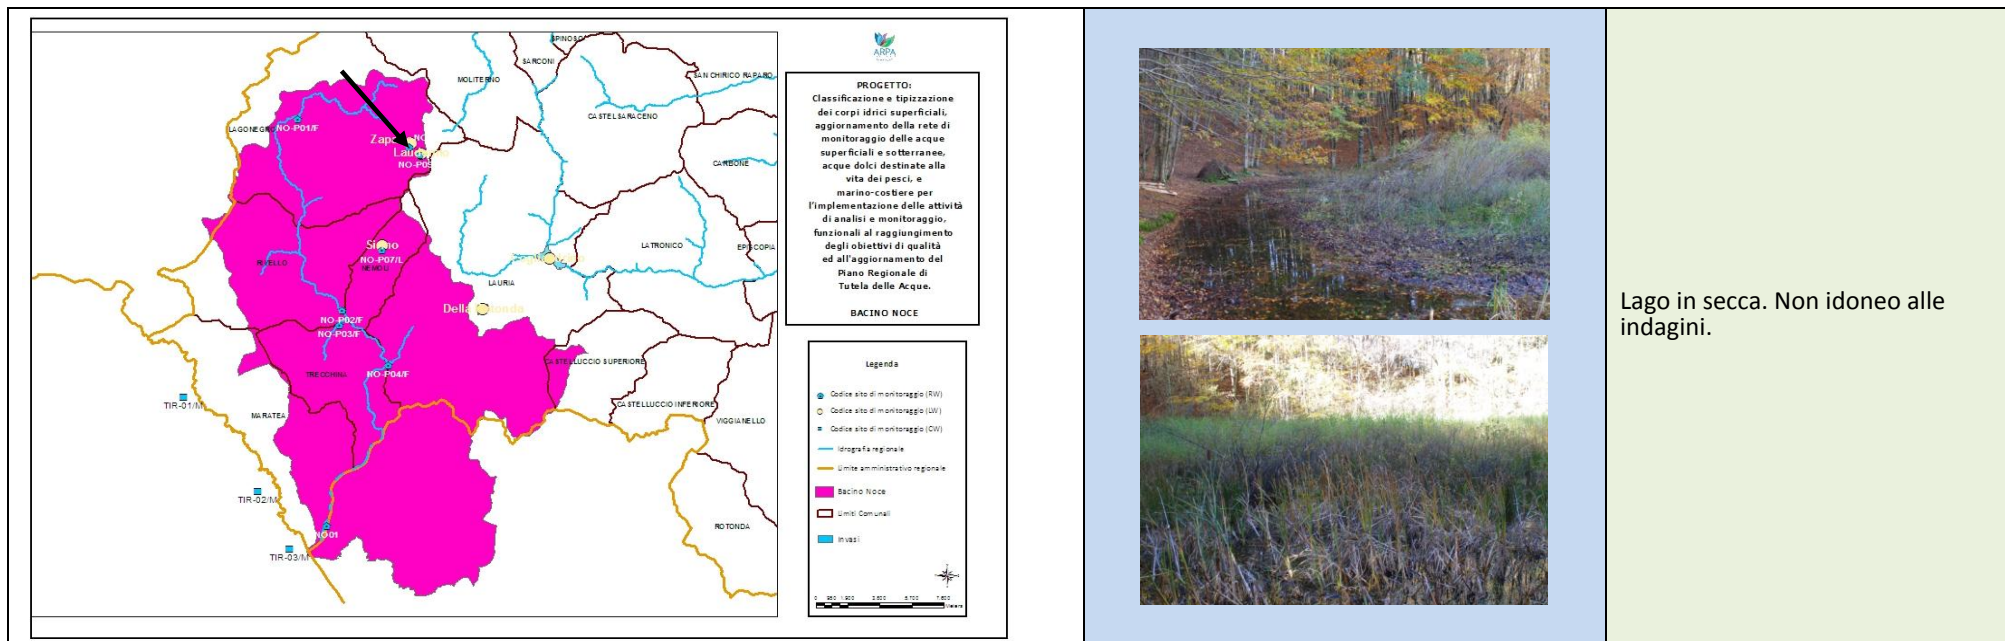 SPINOSO
SARCONI
MOLITERNO
SAN CHIRICO RAPARO
CASTELSARACENO
LAGONEGRO
NO-P01/F
NO-P05
CARBONE
LATRONICO
EPISCOPIA
NO-P07/L
NEMOLI
RIVELLO
LAURIA
NO-P02/F
NO-P03/F
CASTELLUCCIO SUPERIORE
TRECCHINA
NO-P04/F
TIR-01/M
MARATEA
CASTELLUCCIO INFERIORE
VIGGIANELLO
TIR-02/M
ROTONDA
NO01
TIR-03/M
ARPA
PROGETTO:
Classificazione e tipizzazione
dei corpi idrici superficiali,
aggiornamento della rete di
monitoraggio delle acque
superficiali e sotterranee,
acque dolci destinate alla
vita dei pesci, e
marino-costiere per
l'implementazione delle attività
di analisi e monitoraggio,
funzionali al raggiungimento
degli obiettivi di qualità
ed all'aggiornamento del
Piano Regionale di
Tutela delle Acque.
BACINO NOCE
Legenda
Codice sito di monitoraggio (RW)
Codice sito di monitoraggio (LW)
Codice sito di monitoraggio (CW)
Idrografia regionale
Limite amministrativo regionale
Bacino Noce
Limiti Comunali
Invasi
Lago in secca. Non idoneo alle
indagini.